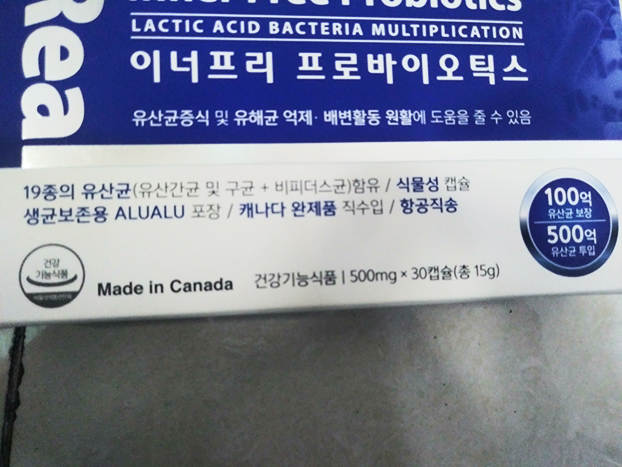 Real
Inner Free Probiotics
LACTIC ACID BACTERIA MULTIPLICATION
이너프리 프로바이오틱스
유산균증식 및 유해균 억제· 배변활동 원활에 도움을 줄 수 있음
19종의 유산균(유산간균 및 구균 + 비피더스균)함유 / 식물성 캡슐
생균보존용 ALUALU 포장 / 캐나다 완제품 직수입 / 항공직송
100억
유산균 보장
500억
유산균 투입
건강
기능식품
Made in Canada
건강기능식품 | 500mg × 30캡슐(총 15g)